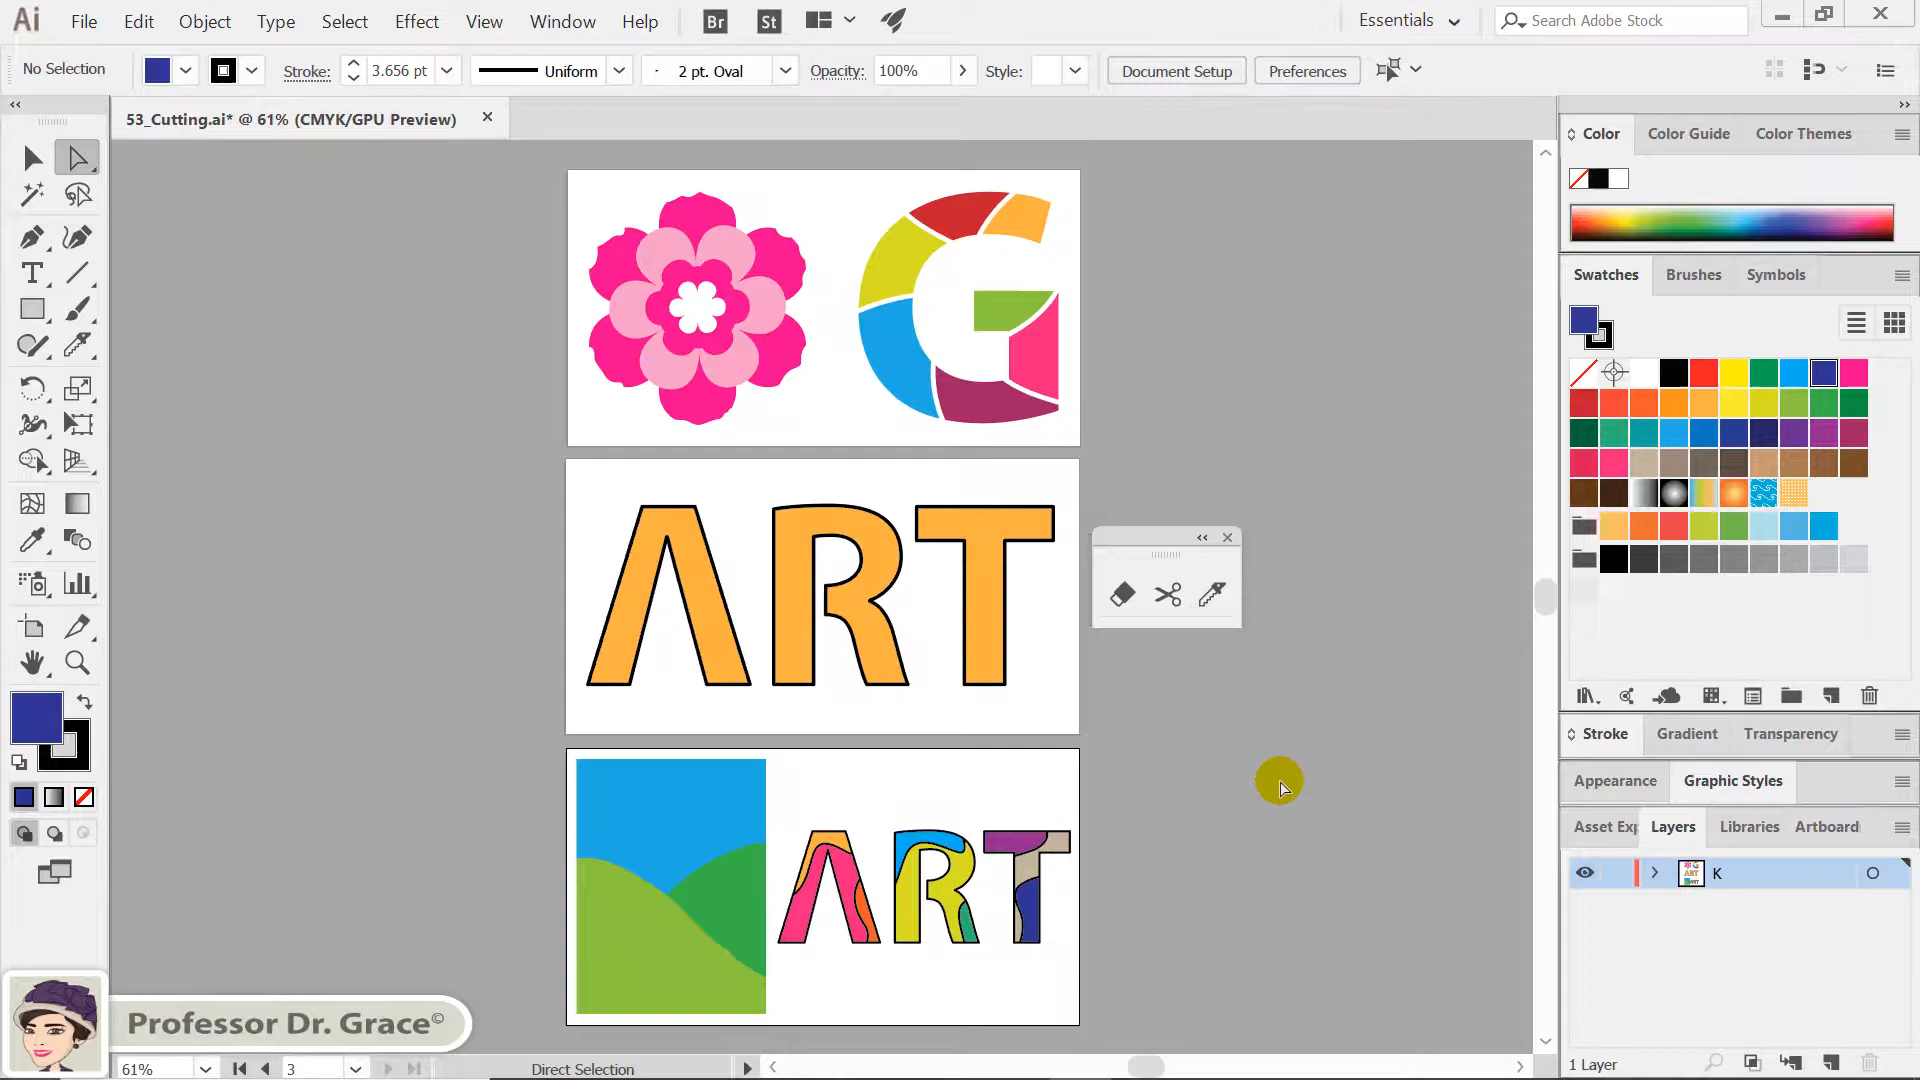 Ai File Edit Object Type Select Effect View Window Help Br St Essentials Search Adobe Stock
No Selection Stroke: 3.656 pt Uniform 2 pt. Oval Opacity: 100% Style: Document Setup Preferences
53_Cutting.ai* @ 61% (CMYK/GPU Preview)
Color Color Guide Color Themes
G
Swatches Brushes Symbols
ART
Stroke Gradient Transparency
Appearance Graphic Styles
Asset Exp Layers Libraries Artboard
ART
K
Professor Dr. Grace©
61% 3 Direct Selection
1 Layer